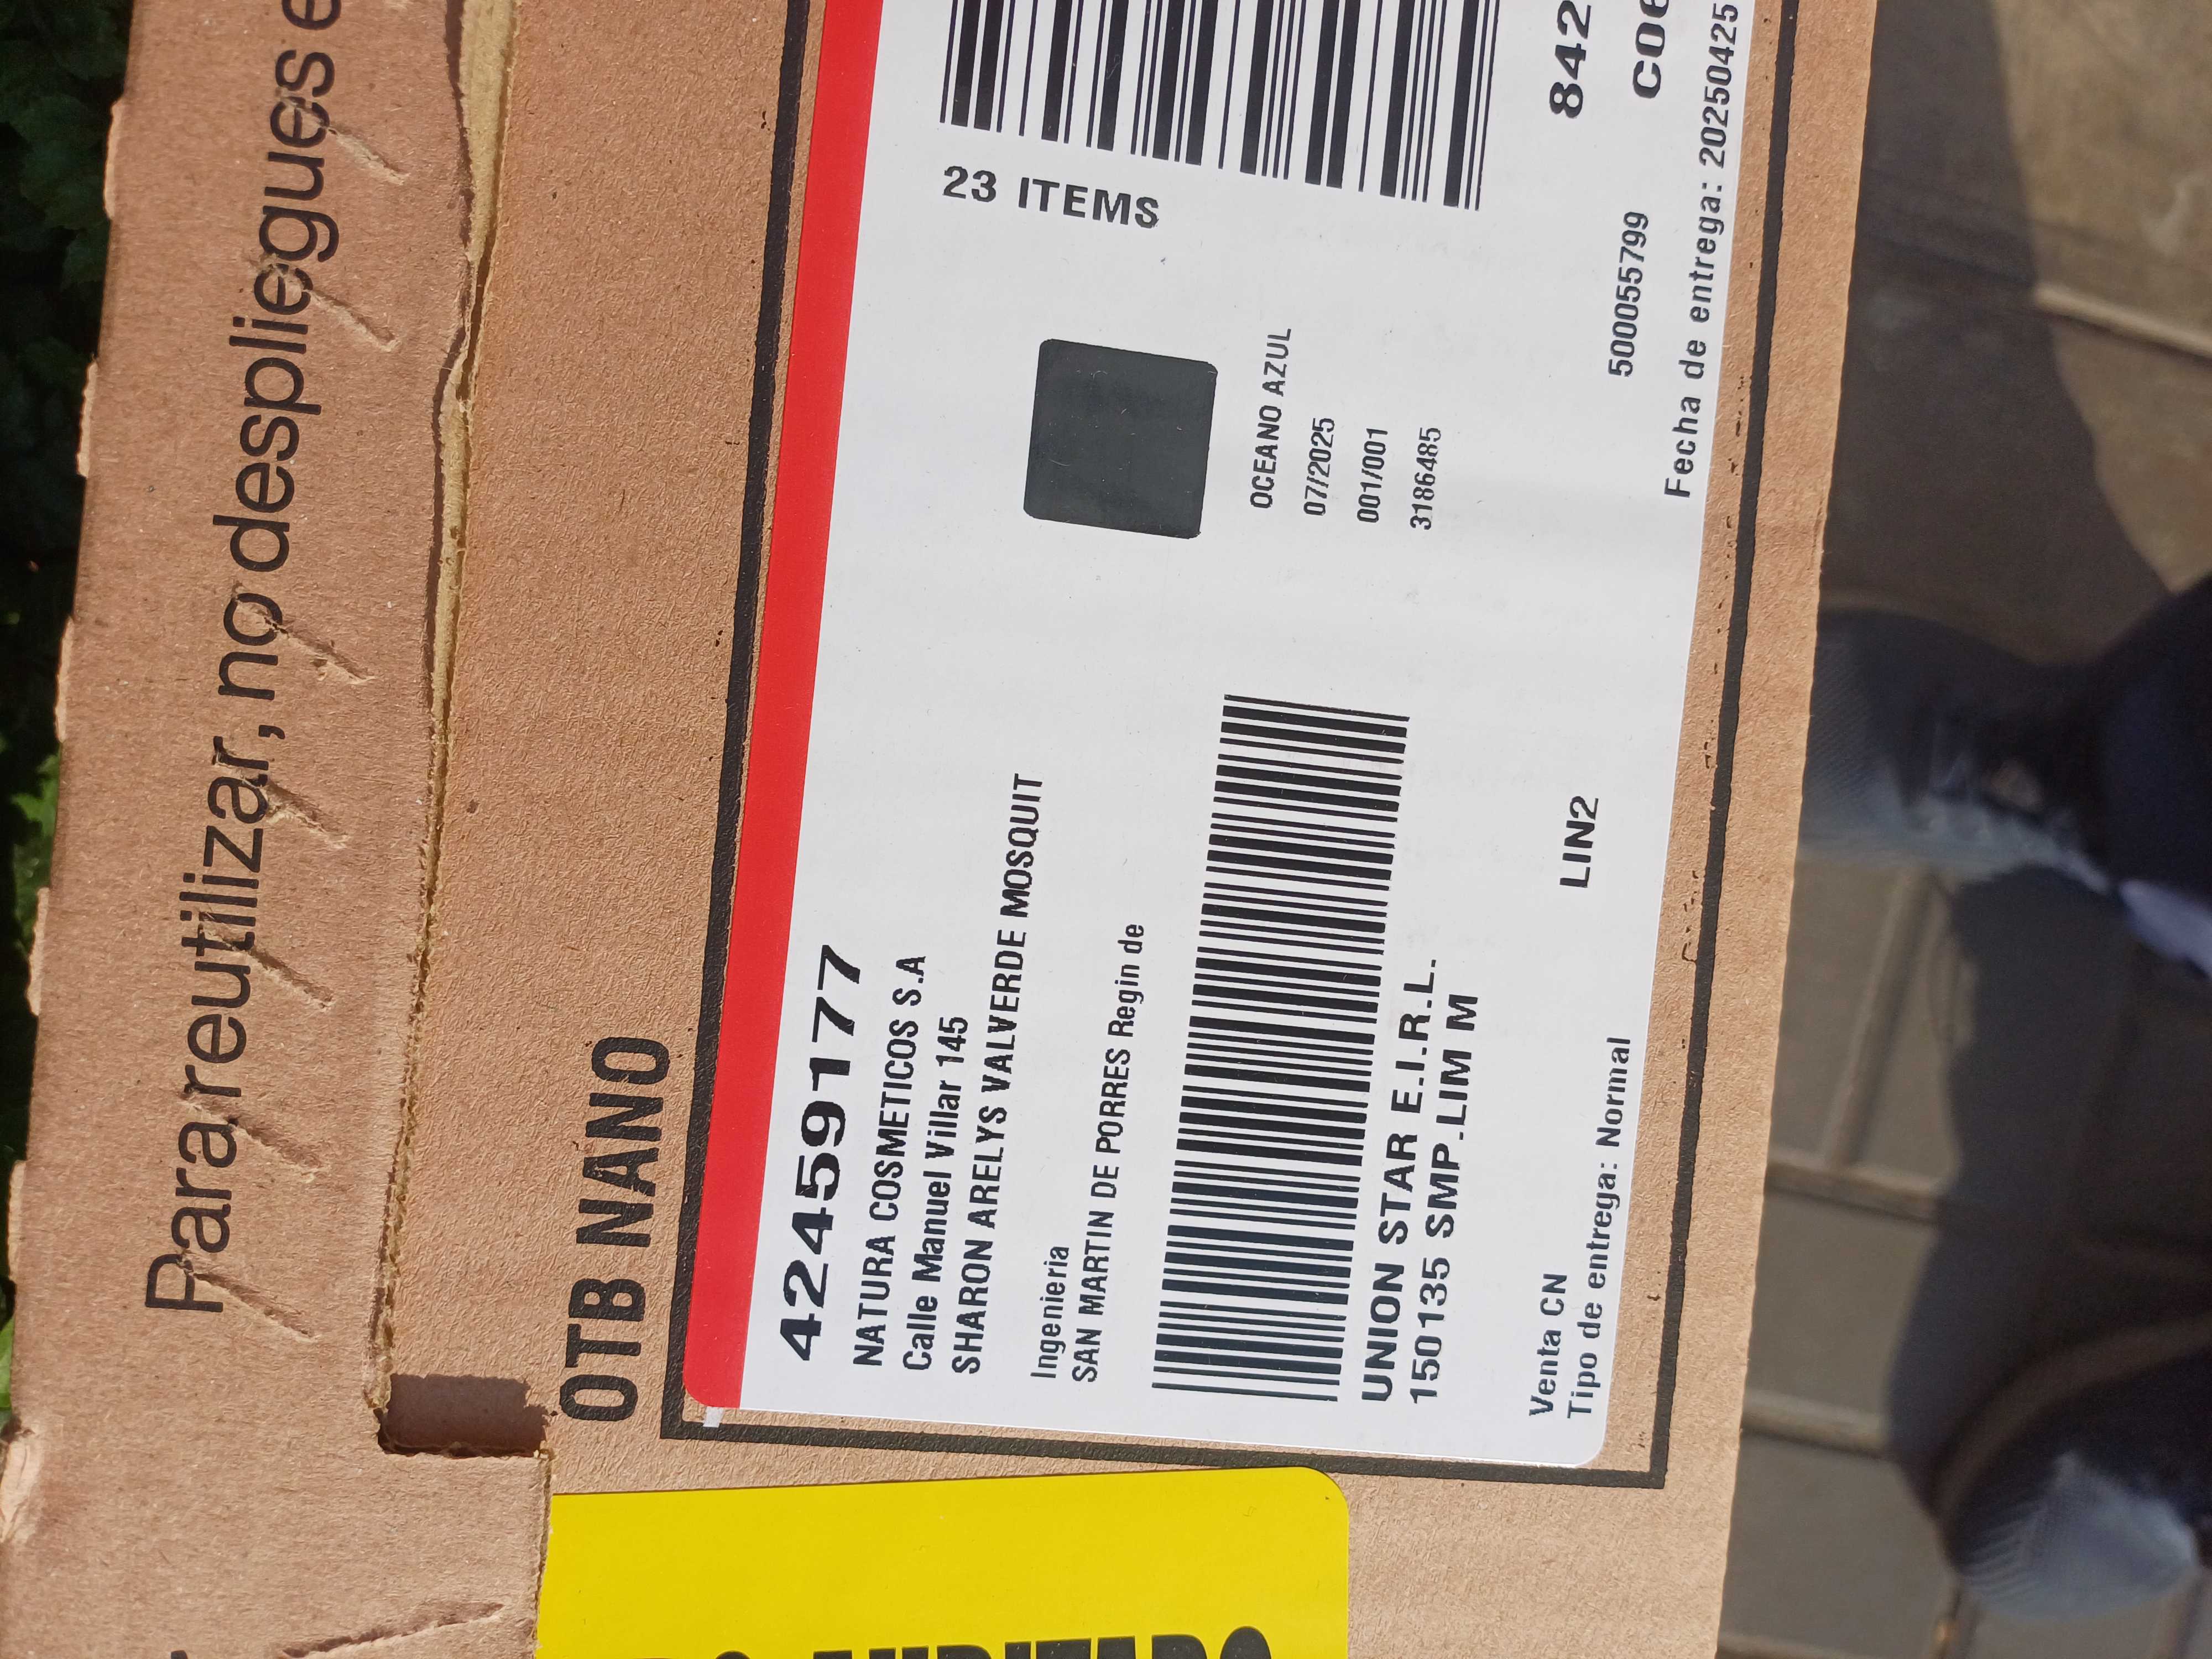 Para reutilizar, no despliegues e
OTB NANO
42459177
NATURA COSMETICOS S.A
Calle Manuel Villar 145
SHARON ARELYS VALVERDE MOSQUIT
Ingenieria
SAN MARTIN DE PORRES Regin de
UNION STAR E.I.R.L.
150135 SMP.LIM M
LIN2
Venta CN
Tipo de entrega: Normal
23 ITEMS
OCEANO AZUL
07/2025
001/001
3186485
842
C06
500055799
Fecha de entrega: 20250425
AUDITADO